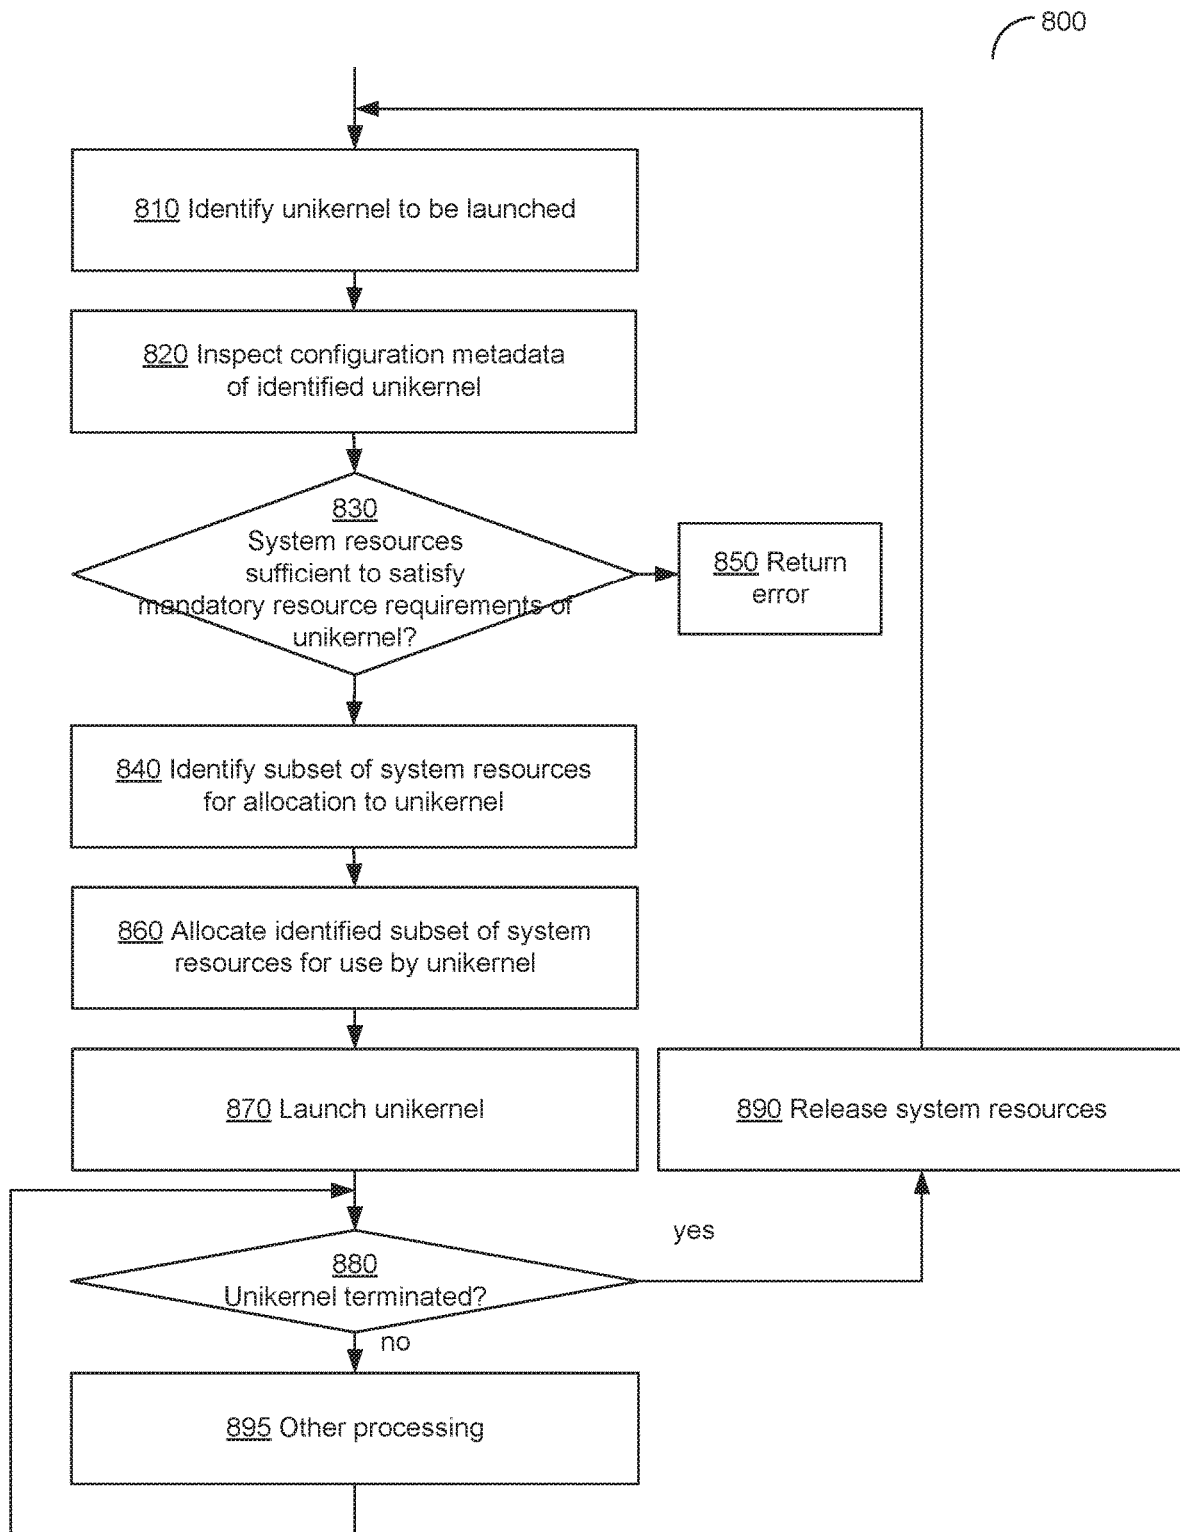 800
810 Identify unikernel to be launched
820 Inspect configuration metadata
of identified unikernel
830
System resources
sufficient to satisfy
mandatory resource requirements of
unikernel?
850 Return
error
840 Identify subset of system resources
for allocation to unikernel
860 Allocate identified subset of system
resources for use by unikernel
870 Launch unikernel
890 Release system resources
yes
880
Unikernel terminated?
no
895 Other processing